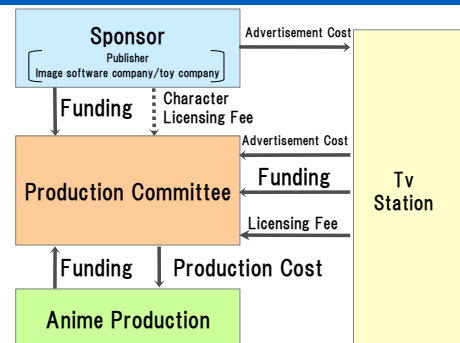 Sponsor
Publisher
Image software company/toy company
Advertisement Cost
Funding
Character
Licensing Fee
Advertisement Cost
Production Committee
Funding
Licensing Fee
Tv
Station
Funding
Production Cost
Anime Production